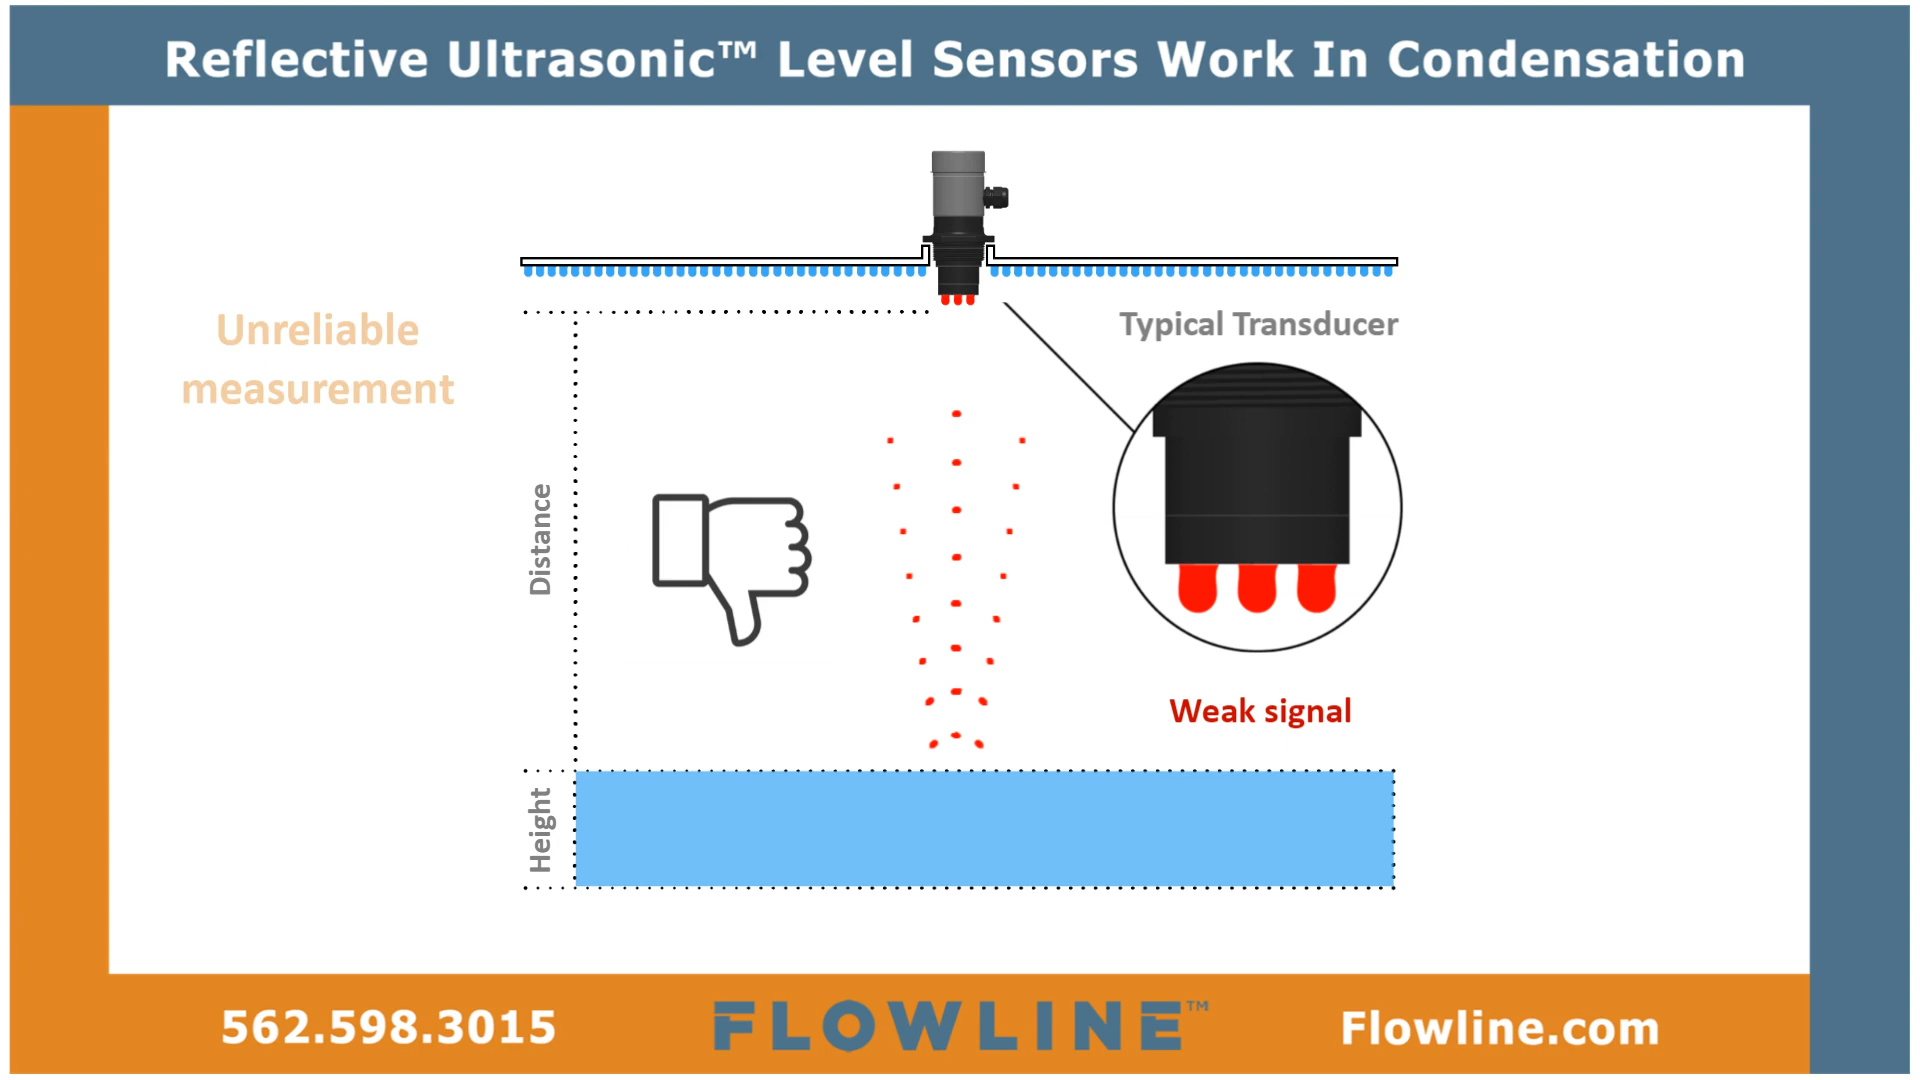 Reflective Ultrasonic™ Level Sensors Work In Condensation
Unreliable
measurement
Typical Transducer
Distance
Weak signal
Height
562.598.3015
FLOWLINE™
Flowline.com